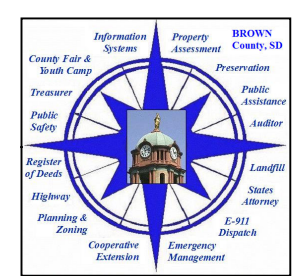 BROWN
County, SD
Information
Systems
Property
Assessment
County Fair &
Youth Camp
Preservation
Treasurer
Public
Assistance
Public
Safety
Auditor
Register
of Deeds
Landfill
Highway
States
Attorney
Planning &
Zoning
E-911
Dispatch
Cooperative
Extension
Emergency
Management